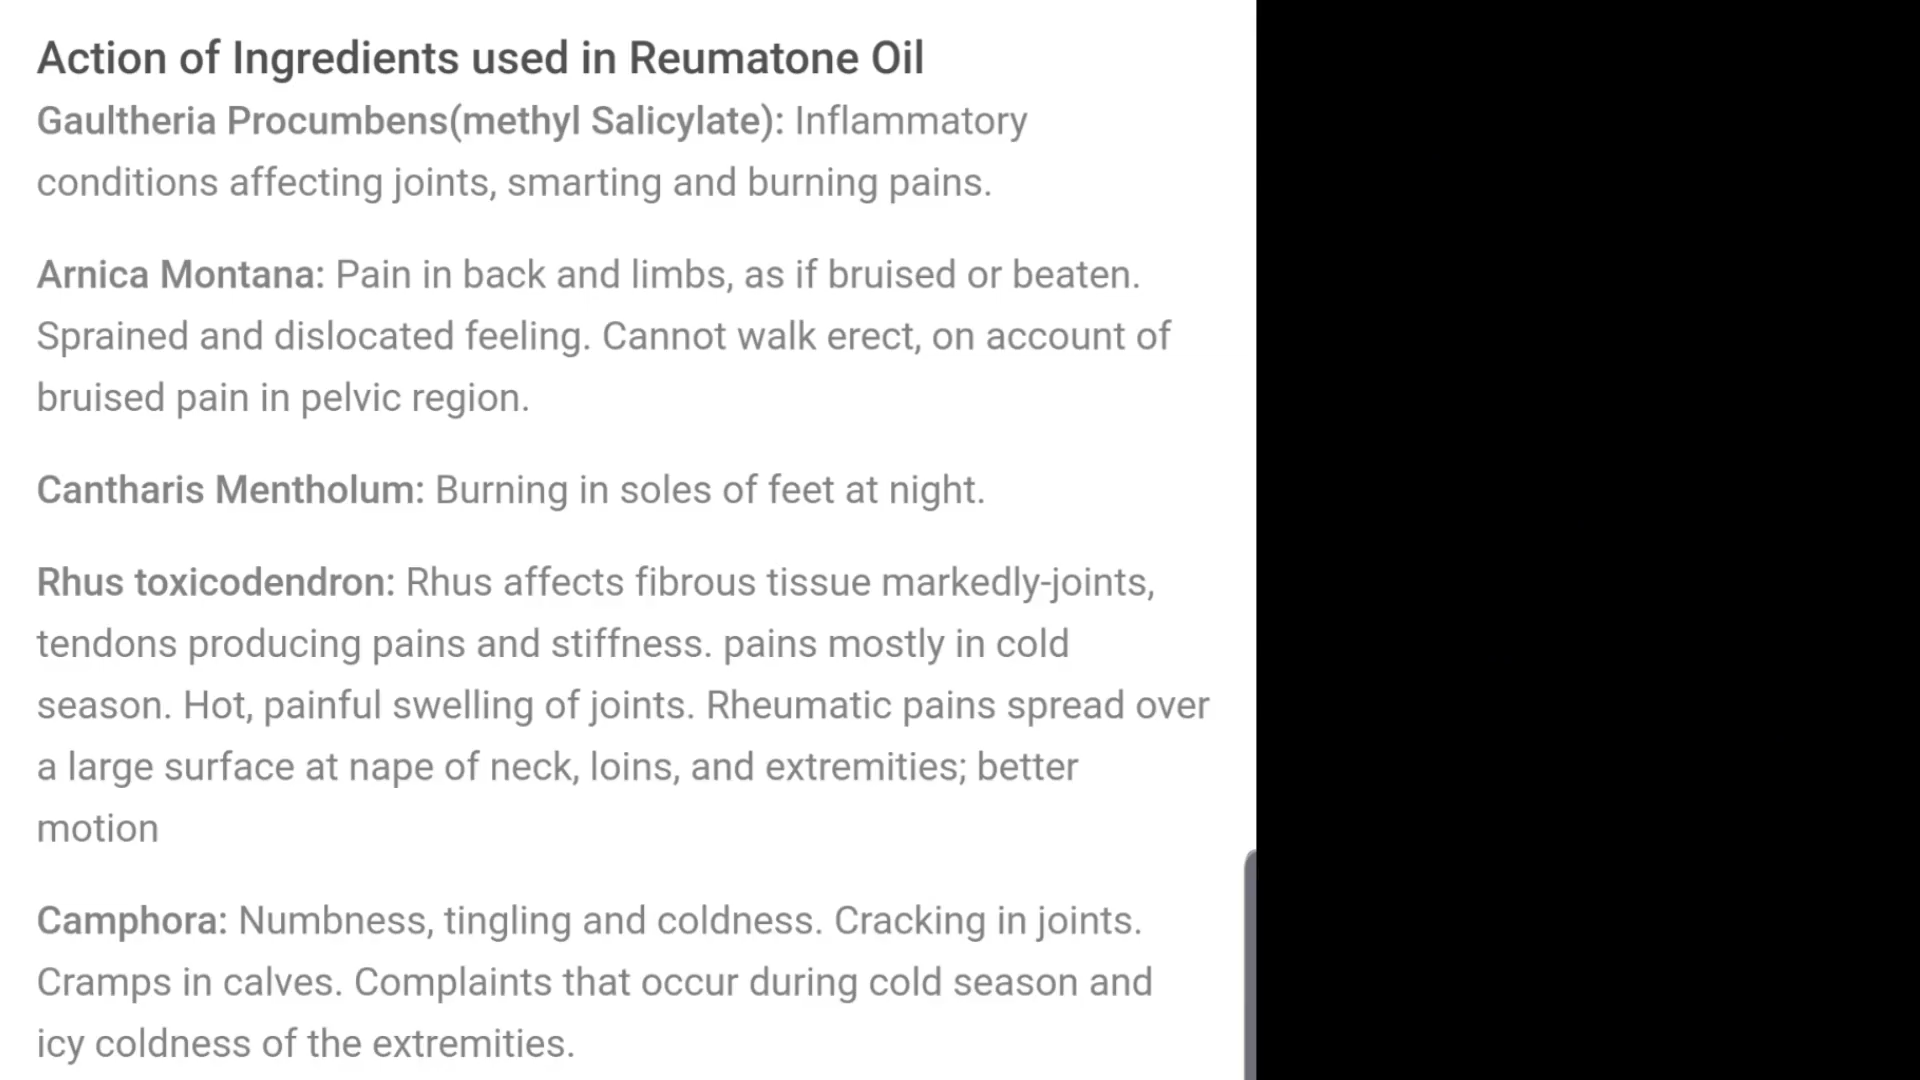 Action of Ingredients used in Reumatone Oil
Gaultheria Procumbens(methyl Salicylate): Inflammatory
conditions affecting joints, smarting and burning pains.
Arnica Montana: Pain in back and limbs, as if bruised or beaten.
Sprained and dislocated feeling. Cannot walk erect, on account of
bruised pain in pelvic region.
Cantharis Mentholum: Burning in soles of feet at night.
Rhus toxicodendron: Rhus affects fibrous tissue markedly-joints,
tendons producing pains and stiffness. pains mostly in cold
season. Hot, painful swelling of joints. Rheumatic pains spread over
a large surface at nape of neck, loins, and extremities; better
motion
Camphora: Numbness, tingling and coldness. Cracking in joints.
Cramps in calves. Complaints that occur during cold season and
icy coldness of the extremities.